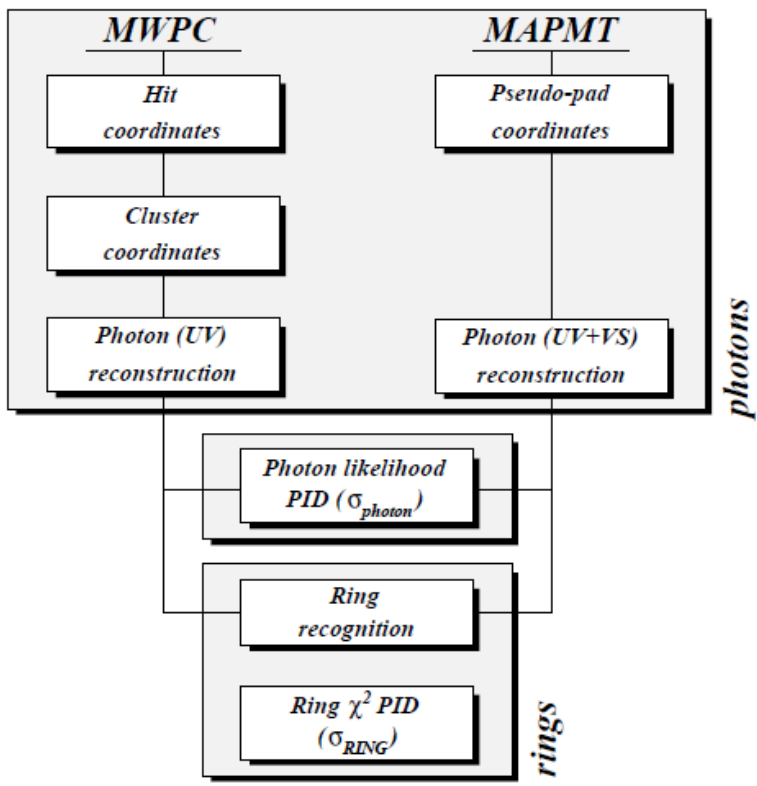 MWPC
MAPMT
Hit
coordinates
Pseudo-pad
coordinates
Cluster
coordinates
Photon (UV)
reconstruction
Photon (UV+VS)
reconstruction
photons
Photon likelihood
PID (σphoton)
Ring
recognition
Ring χ² PID
(σRING)
rings